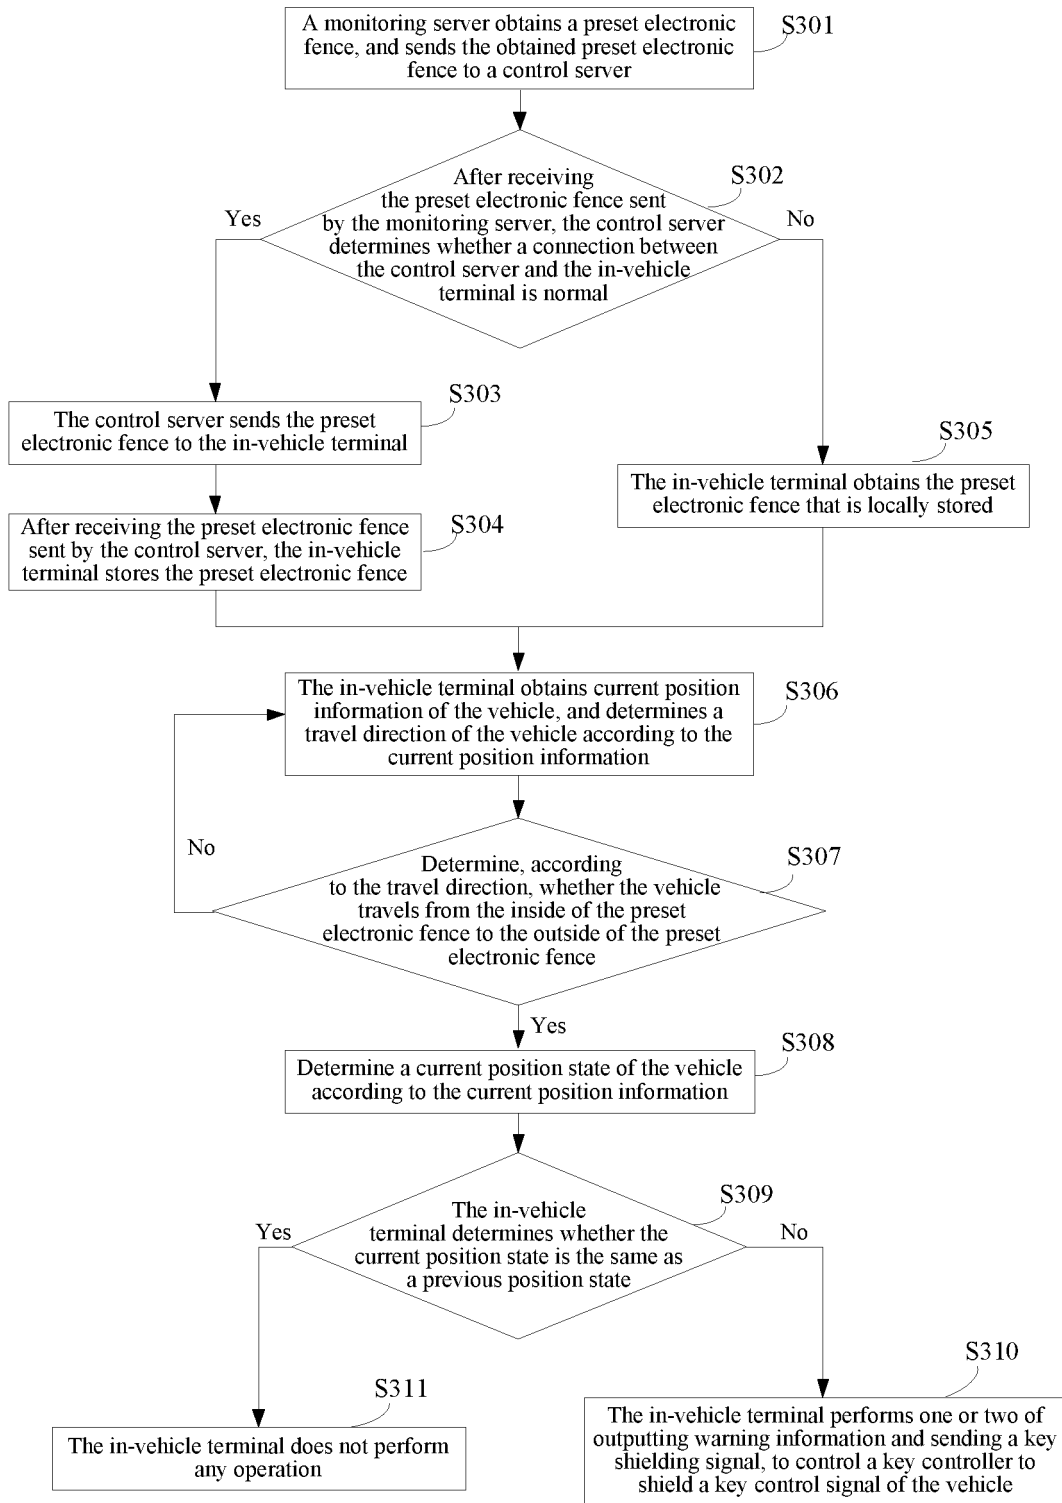 A monitoring server obtains a preset electronic
fence, and sends the obtained preset electronic
fence to a control server
S301
After receiving
the preset electronic fence sent
by the monitoring server, the control server
determines whether a connection between
the control server and the in-vehicle
terminal is normal
S302
Yes
No
The control server sends the preset
electronic fence to the in-vehicle terminal
S303
The in-vehicle terminal obtains the preset
electronic fence that is locally stored
S305
After receiving the preset electronic fence
sent by the control server, the in-vehicle
terminal stores the preset electronic fence
S304
The in-vehicle terminal obtains current position
information of the vehicle, and determines a
travel direction of the vehicle according to the
current position information
S306
No
Determine, according
to the travel direction, whether the vehicle
travels from the inside of the preset
electronic fence to the outside of the preset
electronic fence
S307
Yes
Determine a current position state of the vehicle
according to the current position information
S308
The in-vehicle
terminal determines whether the
current position state is the same as
a previous position state
S309
Yes
No
S311
The in-vehicle terminal does not perform
any operation
S310
The in-vehicle terminal performs one or two of
outputting warning information and sending a key
shielding signal, to control a key controller to
shield a key control signal of the vehicle